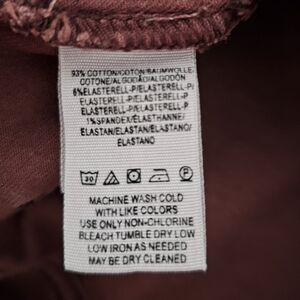 93% COTTON/COTON/BAUMWOLLE
COTONE/ALGODÃO/ALGODÓN
6%ELASTERELL-P/ELASTERELL-P/
ELASTERELL-P/ELASTERELL-P/
ELASTERELL-P/ELASTERELL-P
1%SPANDEX/ELASTHANNE/
ELASTAN/ELASTAN/ELASTANO/
ELASTANO
30 P
MACHINE WASH COLD
WITH LIKE COLORS
USE ONLY NON-CHLORINE
BLEACH TUMBLE DRY LOW
LOW IRON AS NEEDED
MAY BE DRY CLEANED